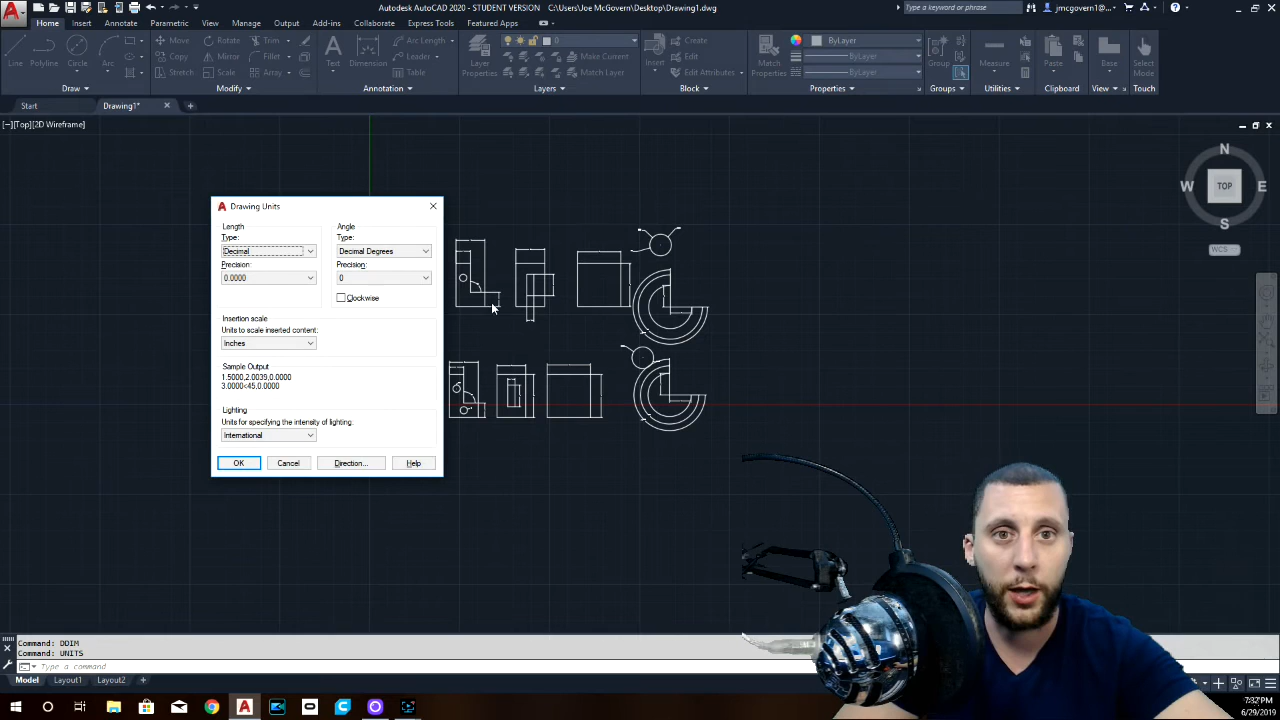 Autodesk AutoCAD 2020 - STUDENT VERSION C:\Users\Joe McGovern\Desktop\Drawing1.dwg
Type a keyword or phrase
jmcgovern1@...
Home Insert Annotate Parametric View Manage Output Add-ins Collaborate Express Tools Featured Apps
Line Polyline Circle Arc
Move Rotate Trim
Copy Mirror Fillet
Stretch Scale Array
Text Dimension
Arc Length
Leader
Table
Layer Properties
0
Make Current
Match Layer
Insert
Create
Edit
Edit Attributes
Match Properties
ByLayer
ByLayer
ByLayer
Group
Measure
Paste
Base
Select Mode
Draw Modify Annotation Layers Block Properties Groups Utilities Clipboard View Touch
Start Drawing1*
[−][Top][2D Wireframe]
N
W TOP E
S
WCS
Drawing Units
Length
Type:
Decimal
Precision:
0.0000
Angle
Type:
Decimal Degrees
Precision:
0
Clockwise
Insertion scale
Units to scale inserted content:
Inches
Sample Output
1.5000,2.0039,0.0000
3.0000<45,0.0000
Lighting
Units for specifying the intensity of lighting:
International
OK Cancel Direction... Help
Command: DDIM
Command: UNITS
Type a command
Model Layout1 Layout2
7:32 PM
6/29/2019